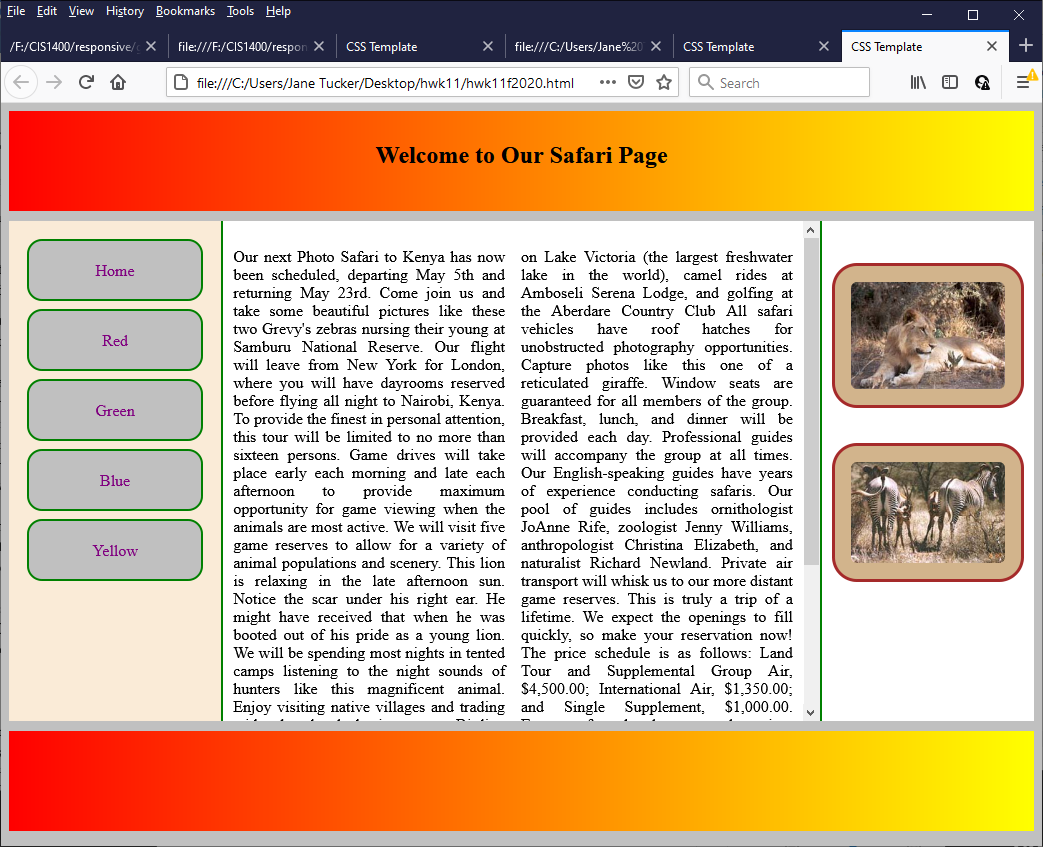 File Edit View History Bookmarks Tools Help
/F:/CIS1400/responsive/
file:///F:/CIS1400/respon
CSS Template
file:///C:/Users/Jane%20
CSS Template
CSS Template
file:///C:/Users/Jane Tucker/Desktop/hwk11/hwk11f2020.html
Search
Welcome to Our Safari Page
Home
Red
Green
Blue
Yellow
Our next Photo Safari to Kenya has now
been scheduled, departing May 5th and
returning May 23rd. Come join us and
take some beautiful pictures like these
two Grevy's zebras nursing their young at
Samburu National Reserve. Our flight
will leave from New York for London,
where you will have dayrooms reserved
before flying all night to Nairobi, Kenya.
To provide the finest in personal attention,
this tour will be limited to no more than
sixteen persons. Game drives will take
place early each morning and late each
afternoon to provide maximum
opportunity for game viewing when the
animals are most active. We will visit five
game reserves to allow for a variety of
animal populations and scenery. This lion
is relaxing in the late afternoon sun.
Notice the scar under his right ear. He
might have received that when he was
booted out of his pride as a young lion.
We will be spending most nights in tented
camps listening to the night sounds of
hunters like this magnificent animal.
Enjoy visiting native villages and trading
on Lake Victoria (the largest freshwater
lake in the world), camel rides at
Amboseli Serena Lodge, and golfing at
the Aberdare Country Club All safari
vehicles have roof hatches for
unobstructed photography opportunities.
Capture photos like this one of a
reticulated giraffe. Window seats are
guaranteed for all members of the group.
Breakfast, lunch, and dinner will be
provided each day. Professional guides
will accompany the group at all times.
Our English-speaking guides have years
of experience conducting safaris. Our
pool of guides includes ornithologist
JoAnne Rife, zoologist Jenny Williams,
anthropologist Christina Elizabeth, and
naturalist Richard Newland. Private air
transport will whisk us to our more distant
game reserves. This is truly a trip of a
lifetime. We expect the openings to fill
quickly, so make your reservation now!
The price schedule is as follows: Land
Tour and Supplemental Group Air,
$4,500.00; International Air, $1,350.00;
and Single Supplement, $1,000.00.